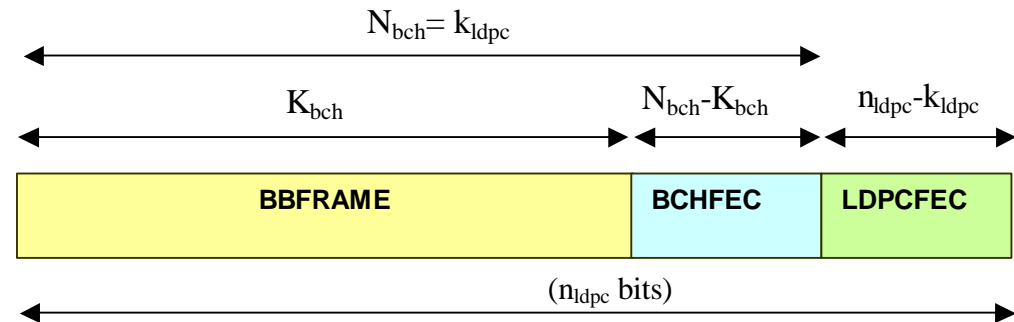 N_bch= k_ldpc
K_bch N_bch-K_bch n_ldpc-k_ldpc
BBFRAME BCHFEC LDPCFEC
(n_ldpc bits)